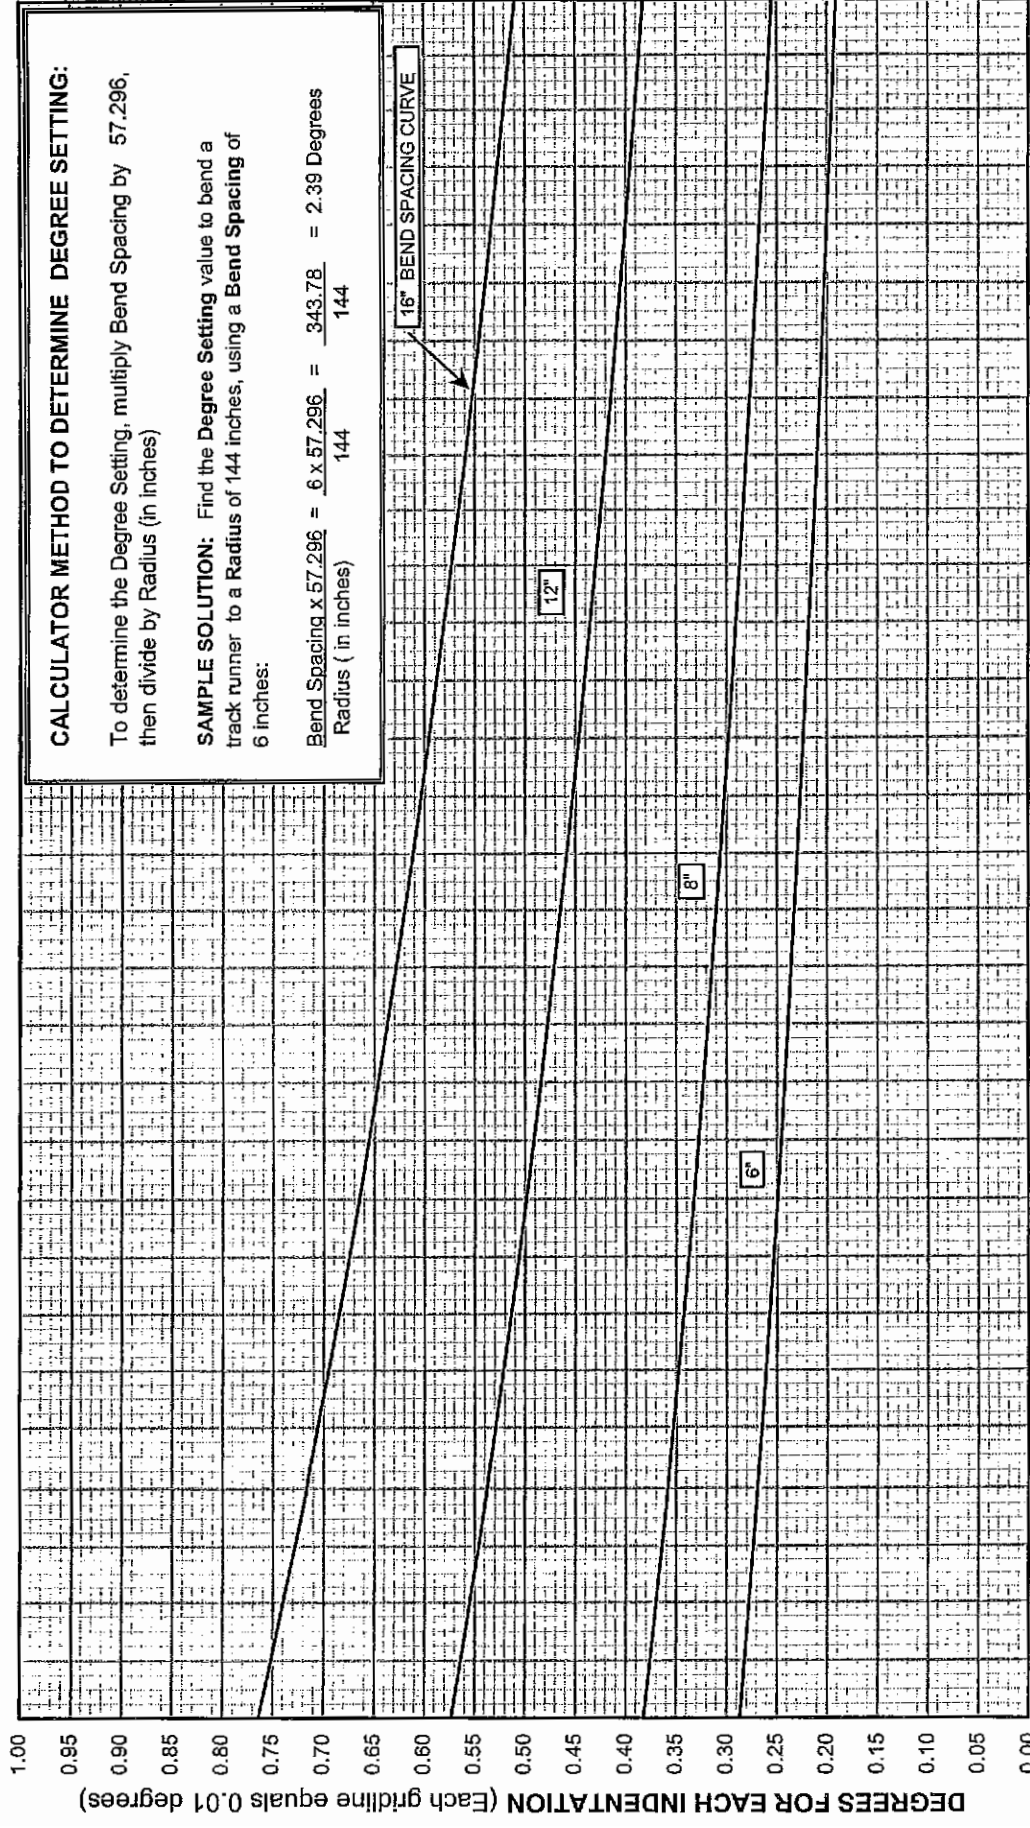 CALCULATOR METHOD TO DETERMINE DEGREE SETTING:
To determine the Degree Setting, multiply Bend Spacing by 57.296,
then divide by Radius (in inches)
SAMPLE SOLUTION: Find the Degree Setting value to bend a
track runner to a Radius of 144 inches, using a Bend Spacing of
6 inches:
Bend Spacing x 57.296 = 6 x 57.296 = 343.78 = 2.39 Degrees
Radius ( in inches) 144 144
16" BEND SPACING CURVE
12"
8"
6"
DEGREES FOR EACH INDENTATION (Each gridline equals 0.01 degrees)
1.00
0.95
0.90
0.85
0.80
0.75
0.70
0.65
0.60
0.55
0.50
0.45
0.40
0.35
0.30
0.25
0.20
0.15
0.10
0.05
0.00